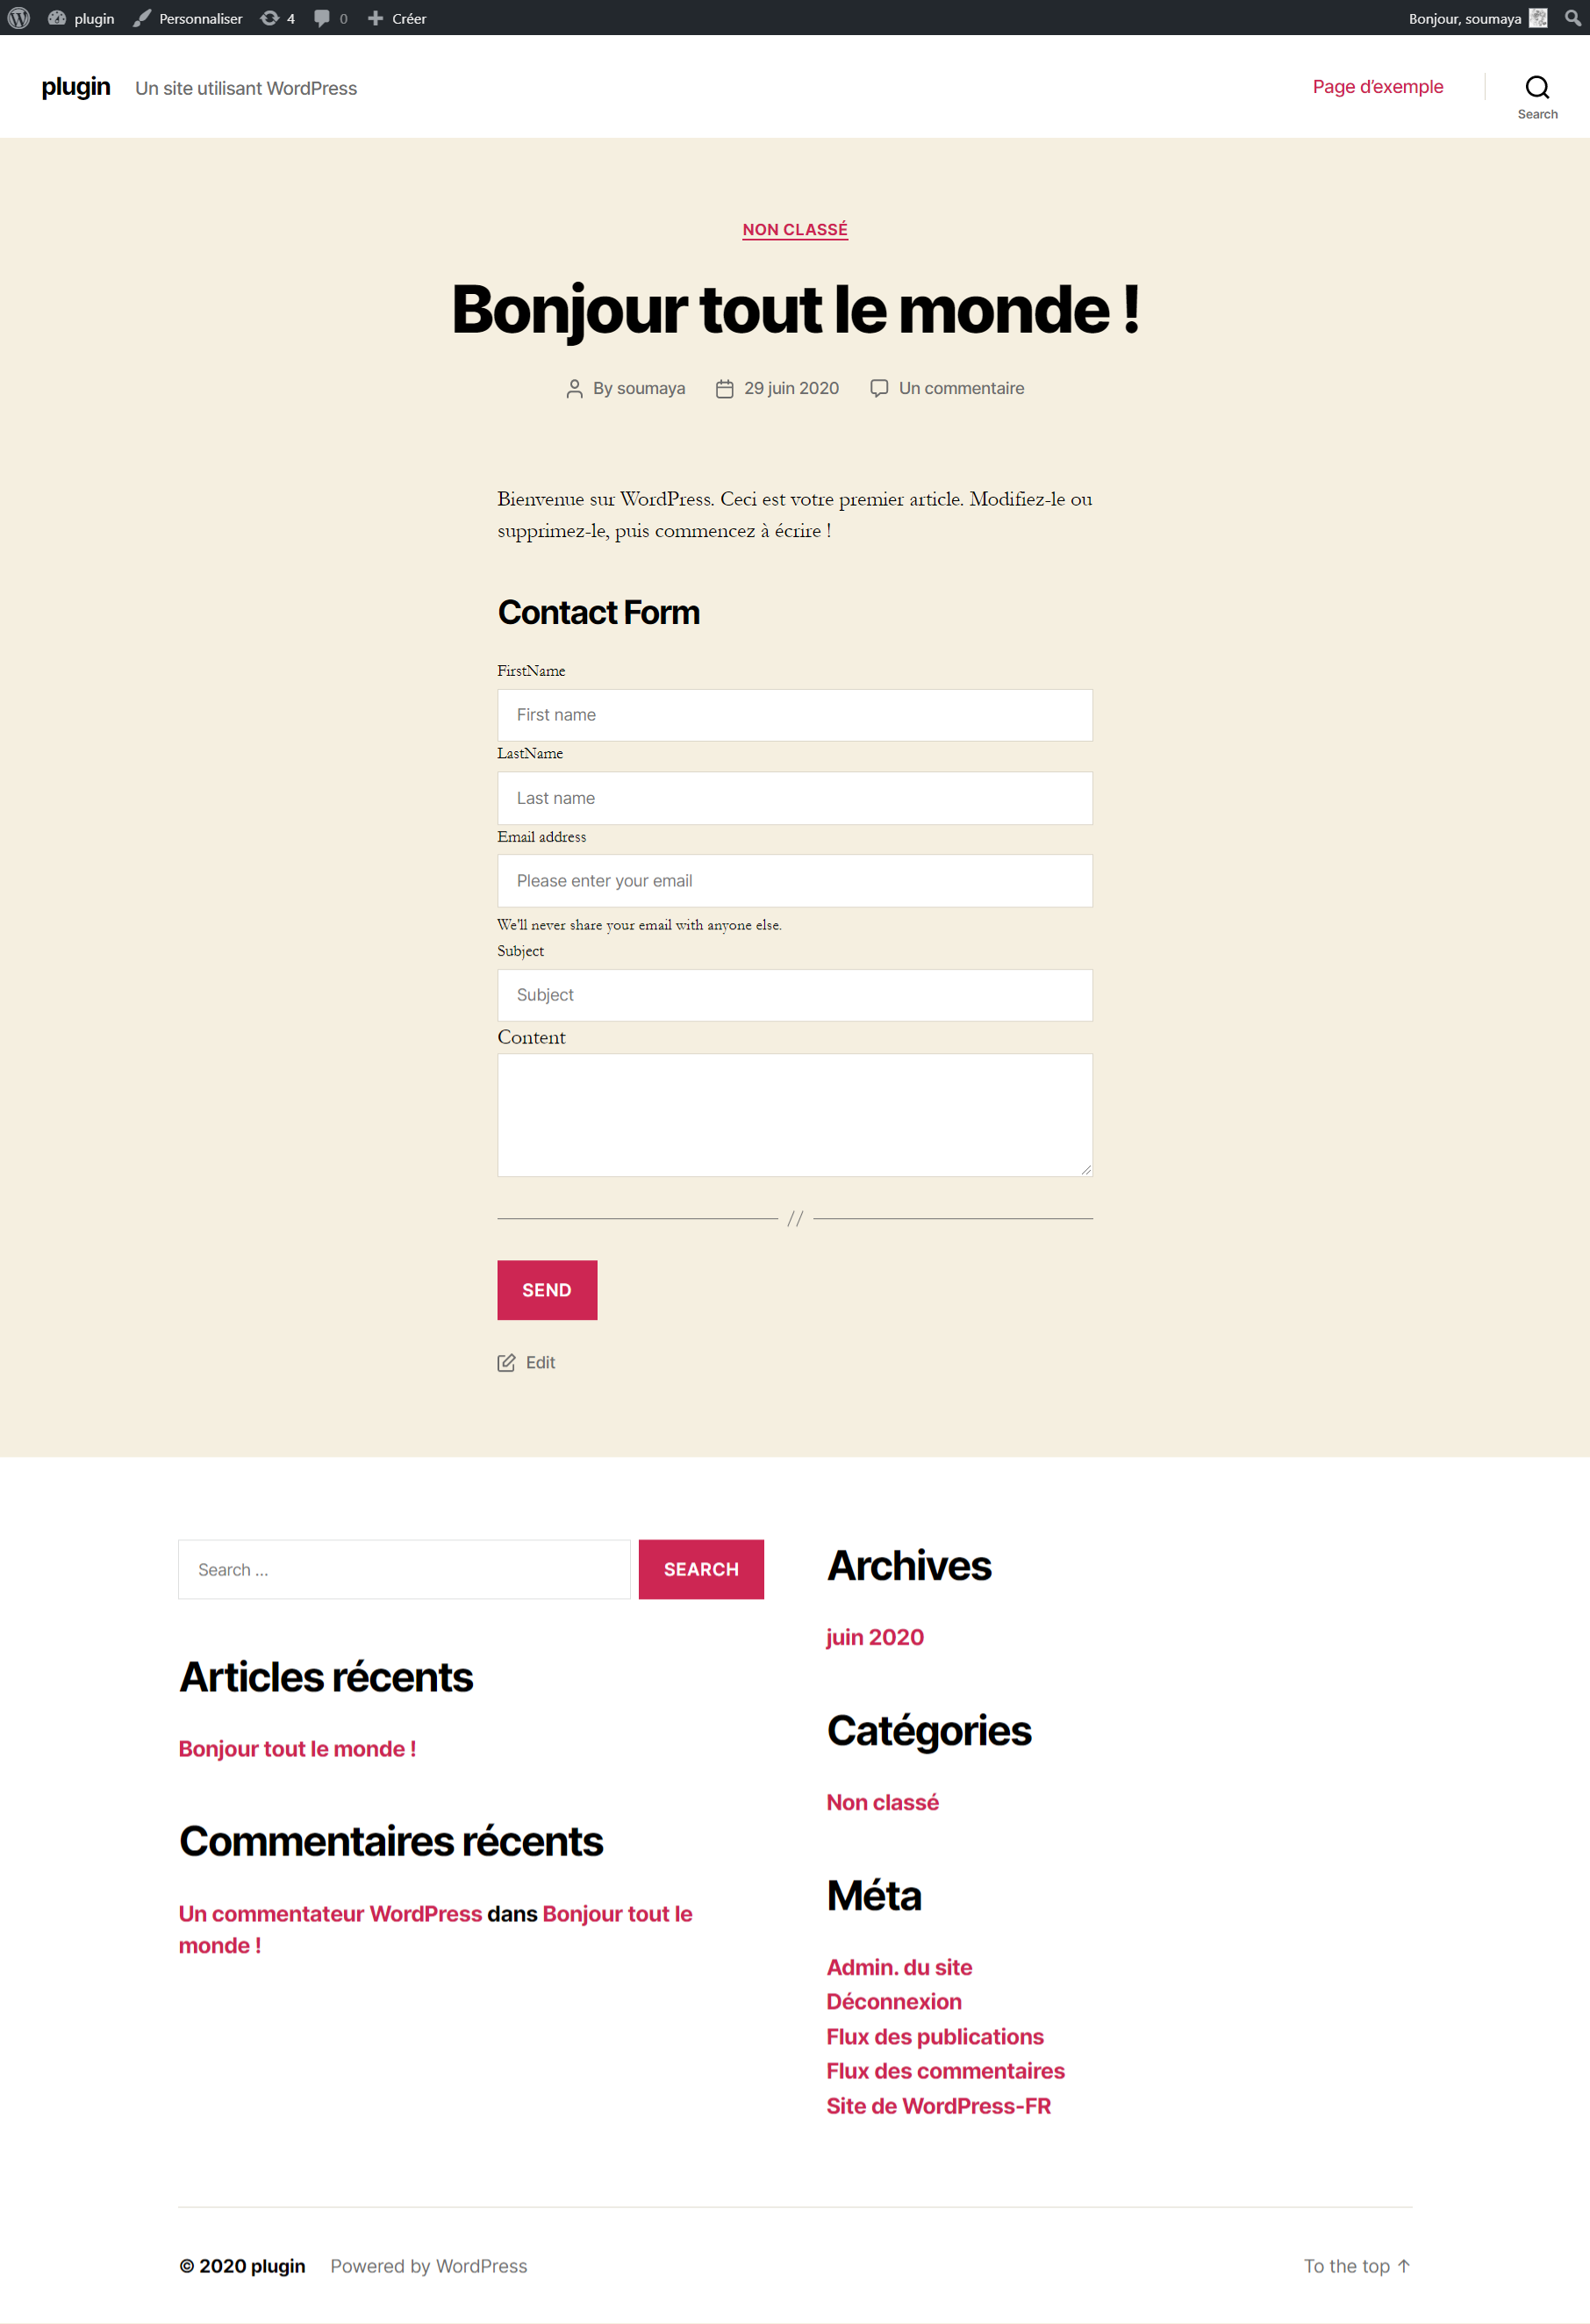 plugin Personnaliser 4 0 Créer Bonjour, soumaya
plugin Un site utilisant WordPress Page d’exemple
Search
NON CLASSÉ
Bonjour tout le monde !
By soumaya 29 juin 2020 Un commentaire
Bienvenue sur WordPress. Ceci est votre premier article. Modifiez-le ou
supprimez-le, puis commencez à écrire !
Contact Form
FirstName
First name
LastName
Last name
Email address
Please enter your email
We'll never share your email with anyone else.
Subject
Subject
Content
//
SEND
Edit
Search …
SEARCH
Articles récents
Bonjour tout le monde !
Commentaires récents
Un commentateur WordPress dans Bonjour tout le
monde !
Archives
juin 2020
Catégories
Non classé
Méta
Admin. du site
Déconnexion
Flux des publications
Flux des commentaires
Site de WordPress-FR
© 2020 plugin Powered by WordPress To the top ↑